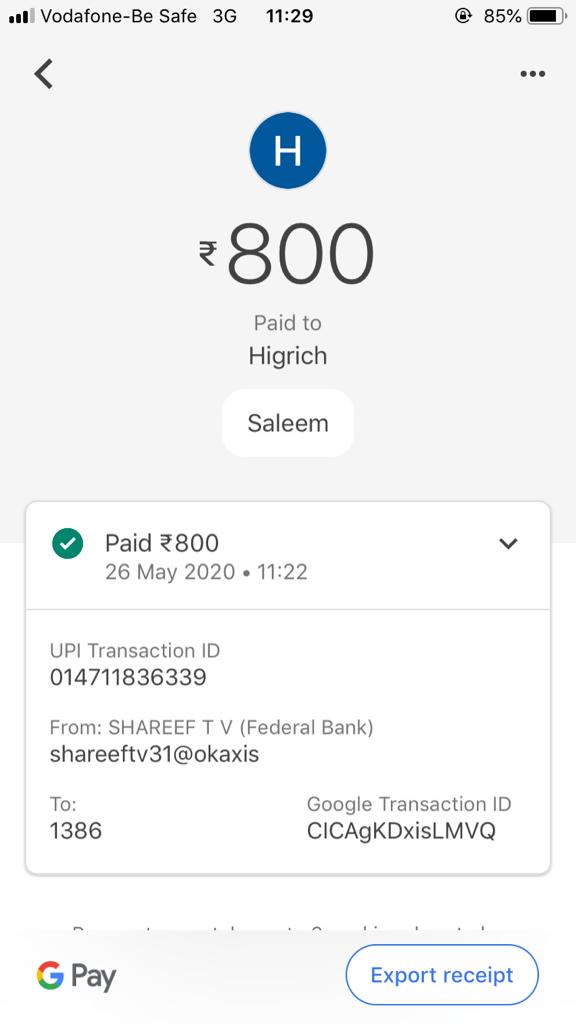 Vodafone-Be Safe 3G 11:29 85%
H
₹800
Paid to
Higrich
Saleem
Paid ₹800
26 May 2020 • 11:22
UPI Transaction ID
014711836339
From: SHAREEF T V (Federal Bank)
shareeftv31@okaxis
To: Google Transaction ID
1386 CICAgKDxisLMVQ
G Pay Export receipt